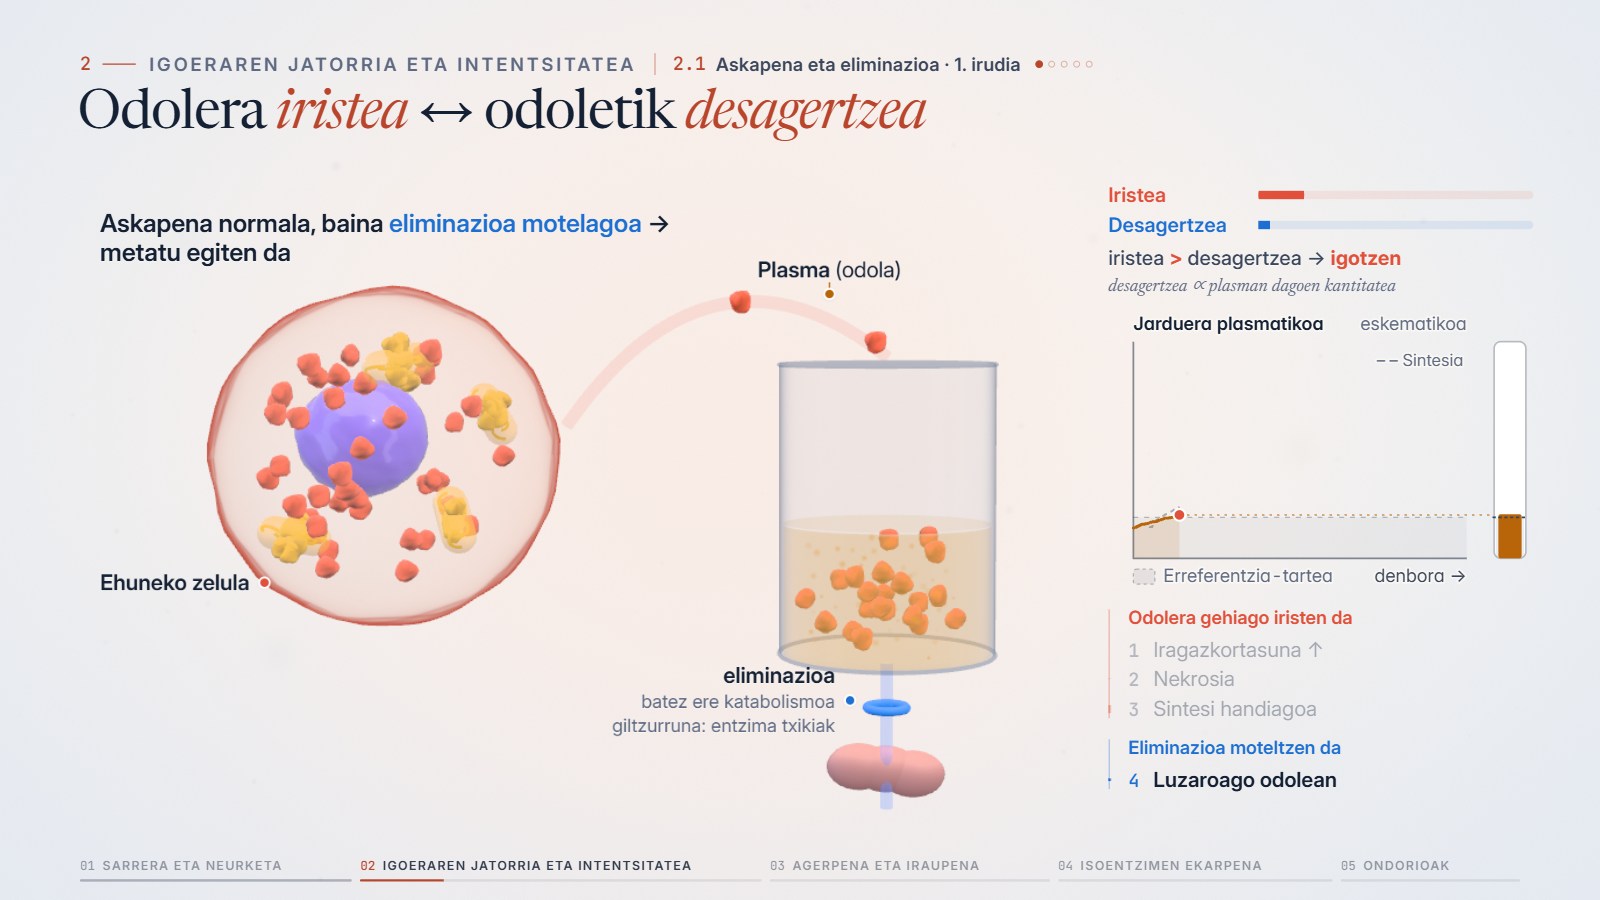 2 IGOERAREN JATORRIA ETA INTENTSITATEA 2.1 Askapena eta eliminazioa · 1. irudia
Odolera iristea ↔ odoletik desagertzea
Askapena normala, baina eliminazioa motelagoa →
metatu egiten da
Plasma (odola)
Ehuneko zelula
eliminazioa
batez ere katabolismoa
giltzurruna: entzima txikiak
Iristea
Desagertzea
iristea > desagertzea → igotzen
desagertzea ∝ plasman dagoen kantitatea
Jarduera plasmatikoa eskematikoa
Sintesia
Erreferentzia-tartea denbora →
Odolera gehiago iristen da
1 Iragazkortasuna ↑
2 Nekrosia
3 Sintesi handiagoa
Eliminazioa moteltzen da
4 Luzaroago odolean
01 SARRERA ETA NEURKETA 02 IGOERAREN JATORRIA ETA INTENTSITATEA 03 AGERPENA ETA IRAUPENA 04 ISOENTZIMEN EKARPENA 05 ONDORIOAK